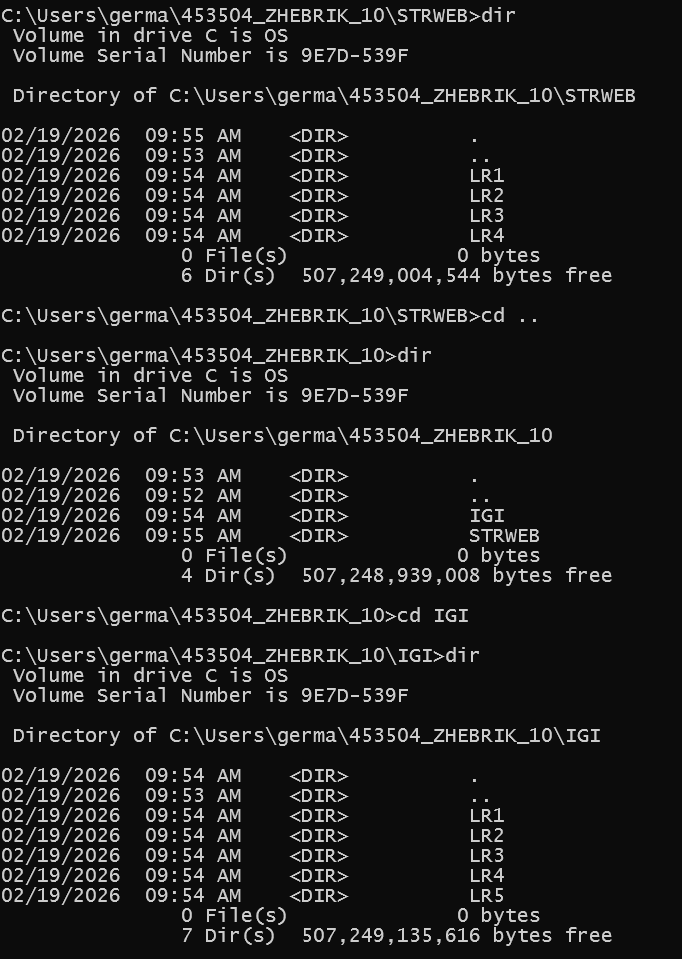 C:\Users\germa\453504_ZHEBRIK_10\STRWEB>dir
Volume in drive C is OS
Volume Serial Number is 9E7D-539F
Directory of C:\Users\germa\453504_ZHEBRIK_10\STRWEB
02/19/2026  09:55 AM    <DIR>          .
02/19/2026  09:53 AM    <DIR>          ..
02/19/2026  09:54 AM    <DIR>          LR1
02/19/2026  09:54 AM    <DIR>          LR2
02/19/2026  09:54 AM    <DIR>          LR3
02/19/2026  09:54 AM    <DIR>          LR4
0 File(s)              0 bytes
6 Dir(s)  507,249,004,544 bytes free
C:\Users\germa\453504_ZHEBRIK_10\STRWEB>cd ..
C:\Users\germa\453504_ZHEBRIK_10>dir
Volume in drive C is OS
Volume Serial Number is 9E7D-539F
Directory of C:\Users\germa\453504_ZHEBRIK_10
02/19/2026  09:53 AM    <DIR>          .
02/19/2026  09:52 AM    <DIR>          ..
02/19/2026  09:54 AM    <DIR>          IGI
02/19/2026  09:55 AM    <DIR>          STRWEB
0 File(s)              0 bytes
4 Dir(s)  507,248,939,008 bytes free
C:\Users\germa\453504_ZHEBRIK_10>cd IGI
C:\Users\germa\453504_ZHEBRIK_10\IGI>dir
Volume in drive C is OS
Volume Serial Number is 9E7D-539F
Directory of C:\Users\germa\453504_ZHEBRIK_10\IGI
02/19/2026  09:54 AM    <DIR>          .
02/19/2026  09:53 AM    <DIR>          ..
02/19/2026  09:54 AM    <DIR>          LR1
02/19/2026  09:54 AM    <DIR>          LR2
02/19/2026  09:54 AM    <DIR>          LR3
02/19/2026  09:54 AM    <DIR>          LR4
02/19/2026  09:54 AM    <DIR>          LR5
0 File(s)              0 bytes
7 Dir(s)  507,249,135,616 bytes free